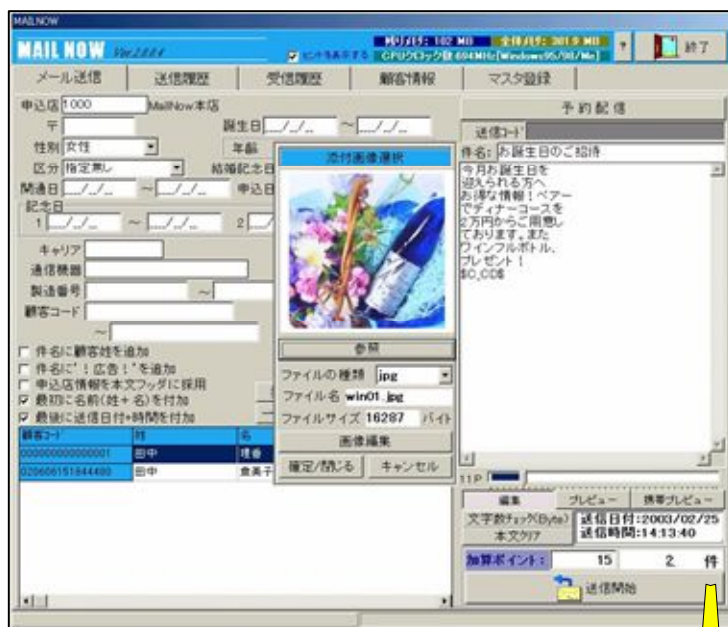 MAILNOW
MAIL NOW
終了
メール送信 送信履歴 受信履歴 顧客情報 マスタ登録
申込店 1000 MailNow本店
〒
誕生日 ~
性別 女性
年齢
区分 指定無し
結婚記念日
開通日 ~
申込日
記念日
1 ~ 2
キャリア
通信機器
製造番号 ~
顧客コード
~
件名に顧客姓を追加
件名に'！広告！'を追加
申込店情報を本文フッダに採用
最初に名前(姓+名)を付加
最後に送信日付+時間を付加
顧客コード 姓 名
田中
田中
添付画像選択
参照
ファイルの種類 jpg
ファイル名 win01.jpg
ファイルサイズ 16287 バイト
画像編集
確定/閉じる キャンセル
予約配信
送信コード
件名: お誕生日のご招待
今月お誕生日を
迎えられる方へ
お得な情報！ペアー
でディナーコースを
2万円からご用意し
ております。また
ワインフルボトル、
プレゼント！
$C_CD$
11P
編集 プレビュー 携帯プレビュー
文字数チェック(Byte)
本文クリア
送信日付:2003/02/25
送信時間:14:13:40
加算ポイント: 15 2 件
送信開始